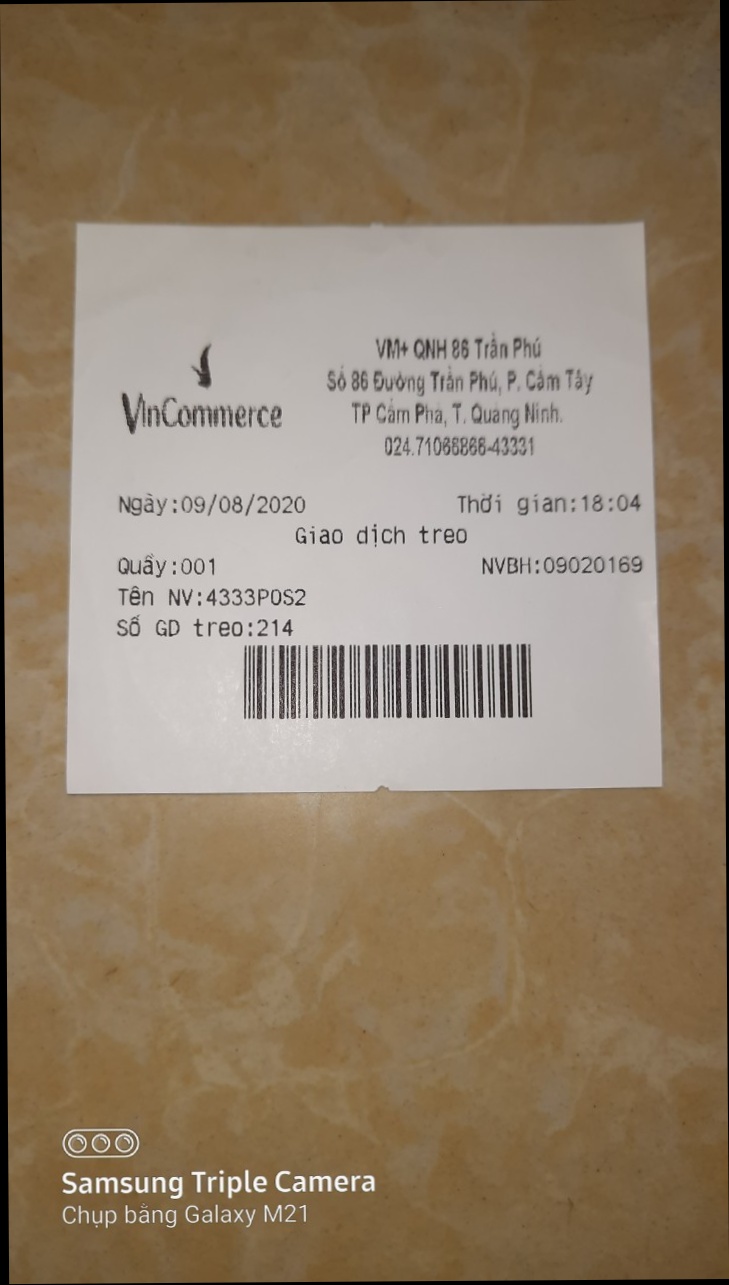 VinCommerce
VM+ QNH 86 Trần Phú
Số 86 Đường Trần Phú, P. Cẩm Tây
TP Cẩm Phả, T. Quảng Ninh.
024.71066866-43331
Ngày:09/08/2020 Thời gian:18:04
Giao dịch treo
Quầy:001 NVBH:09020169
Tên NV:4333POS2
Số GD treo:214
Samsung Triple Camera
Chụp bằng Galaxy M21